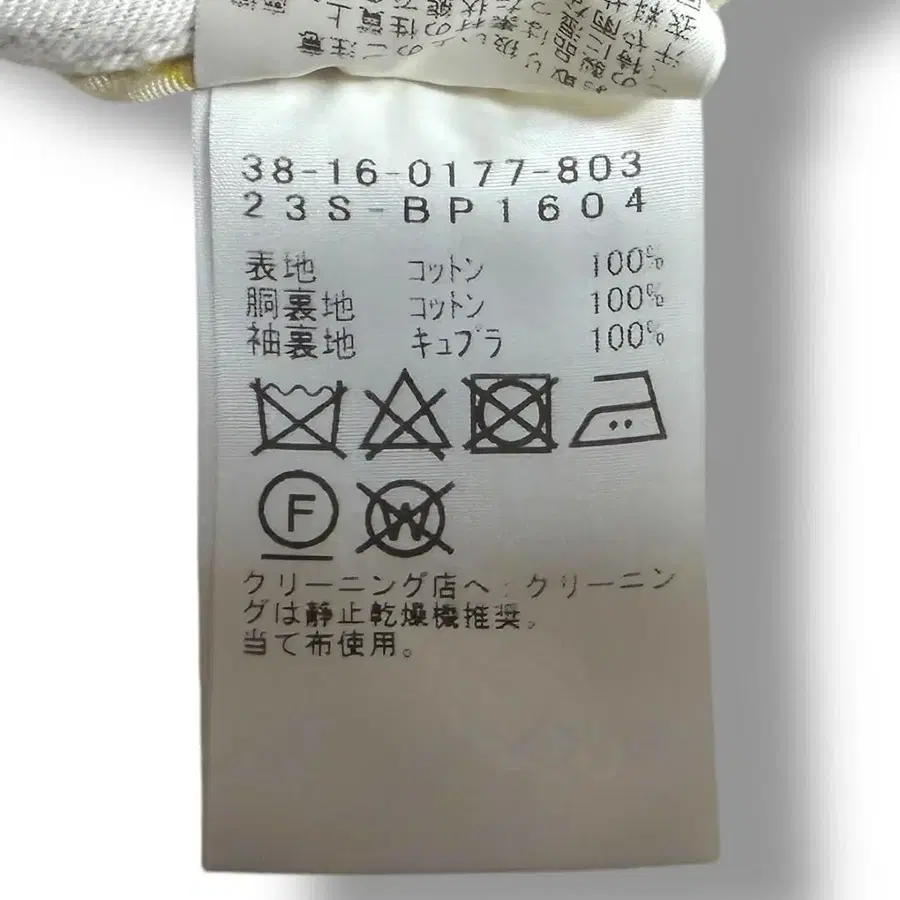 38-16-0177-803
23S-BP1604
表地 コットン 100%
胴裏地 コットン 100%
袖裏地 キュプラ 100%
F
W
クリーニング店へ:クリーニン
グは静止乾燥機推奨。
当て布使用。